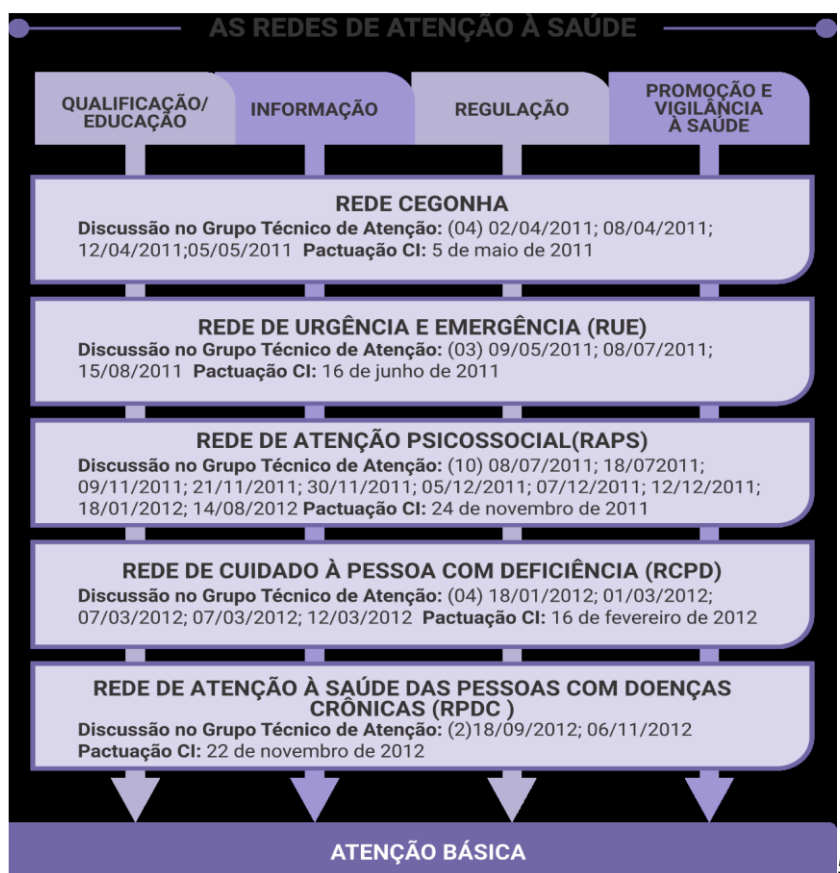 AS REDES DE ATENÇÃO À SAÚDE
QUALIFICAÇÃO/
EDUCAÇÃO
INFORMAÇÃO
REGULAÇÃO
PROMOÇÃO E
VIGILÂNCIA
À SAÚDE
REDE CEGONHA
Discussão no Grupo Técnico de Atenção: (04) 02/04/2011; 08/04/2011;
12/04/2011;05/05/2011 Pactuação CI: 5 de maio de 2011
REDE DE URGÊNCIA E EMERGÊNCIA (RUE)
Discussão no Grupo Técnico de Atenção: (03) 09/05/2011; 08/07/2011;
15/08/2011 Pactuação CI: 16 de junho de 2011
REDE DE ATENÇÃO PSICOSSOCIAL(RAPS)
Discussão no Grupo Técnico de Atenção: (10) 08/07/2011; 18/072011;
09/11/2011; 21/11/2011; 30/11/2011; 05/12/2011; 07/12/2011; 12/12/2011;
18/01/2012; 14/08/2012 Pactuação CI: 24 de novembro de 2011
REDE DE CUIDADO À PESSOA COM DEFICIÊNCIA (RCPD)
Discussão no Grupo Técnico de Atenção: (04) 18/01/2012; 01/03/2012;
07/03/2012; 07/03/2012; 12/03/2012 Pactuação CI: 16 de fevereiro de 2012
REDE DE ATENÇÃO À SAÚDE DAS PESSOAS COM DOENÇAS
CRÔNICAS (RPDC )
Discussão no Grupo Técnico de Atenção: (2)18/09/2012; 06/11/2012
Pactuação CI: 22 de novembro de 2012
ATENÇÃO BÁSICA